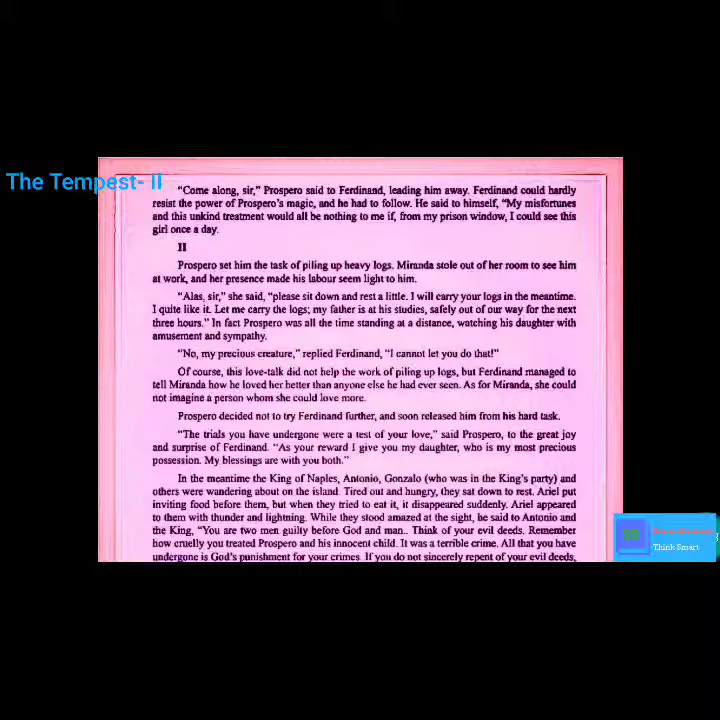 The Tempest- II
“Come along, sir,” Prospero said to Ferdinand, leading him away. Ferdinand could hardly
resist the power of Prospero’s magic, and he had to follow. He said to himself, “My misfortunes
and this unkind treatment would all be nothing to me if, from my prison window, I could see this
girl once a day.
II
Prospero set him the task of piling up heavy logs. Miranda stole out of her room to see him
at work, and her presence made his labour seem light to him.
“Alas, sir,” she said, “please sit down and rest a little. I will carry your logs in the meantime.
I quite like it. Let me carry the logs; my father is at his studies, safely out of our way for the next
three hours.” In fact Prospero was all the time standing at a distance, watching his daughter with
amusement and sympathy.
“No, my precious creature,” replied Ferdinand, “I cannot let you do that!”
Of course, this love-talk did not help the work of piling up logs, but Ferdinand managed to
tell Miranda how he loved her better than anyone else he had ever seen. As for Miranda, she could
not imagine a person whom she could love more.
Prospero decided not to try Ferdinand further, and soon released him from his hard task.
“The trials you have undergone were a test of your love,” said Prospero, to the great joy
and surprise of Ferdinand. “As your reward I give you my daughter, who is my most precious
possession. My blessings are with you both.”
In the meantime the King of Naples, Antonio, Gonzalo (who was in the King’s party) and
others were wandering about on the island. Tired out and hungry, they sat down to rest. Ariel put
inviting food before them, but when they tried to eat it, it disappeared suddenly. Ariel appeared
to them with thunder and lightning. While they stood amazed at the sight, he said to Antonio and
the King, “You are two men guilty before God and man.. Think of your evil deeds. Remember
how cruelly you treated Prospero and his innocent child. It was a terrible crime. All that you have
undergone is God’s punishment for your crimes. If you do not sincerely repent of your evil deeds,
SS
Think Smart